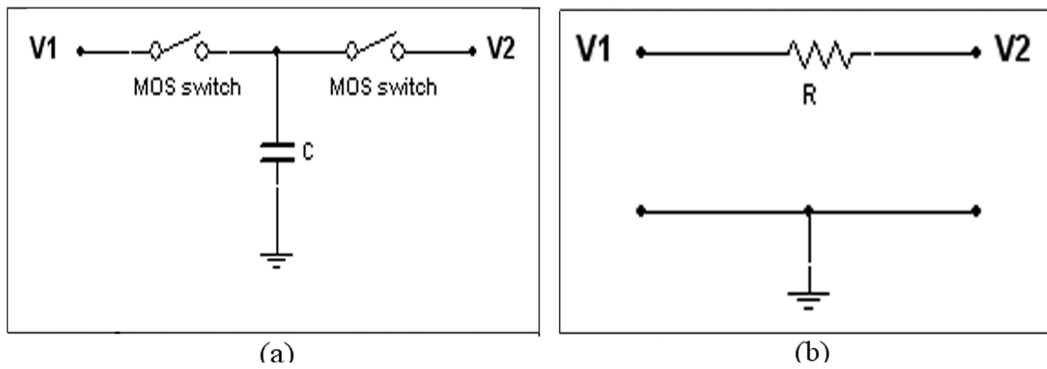 V1
V2
MOS switch
MOS switch
C
(a)
V1
V2
R
(b)